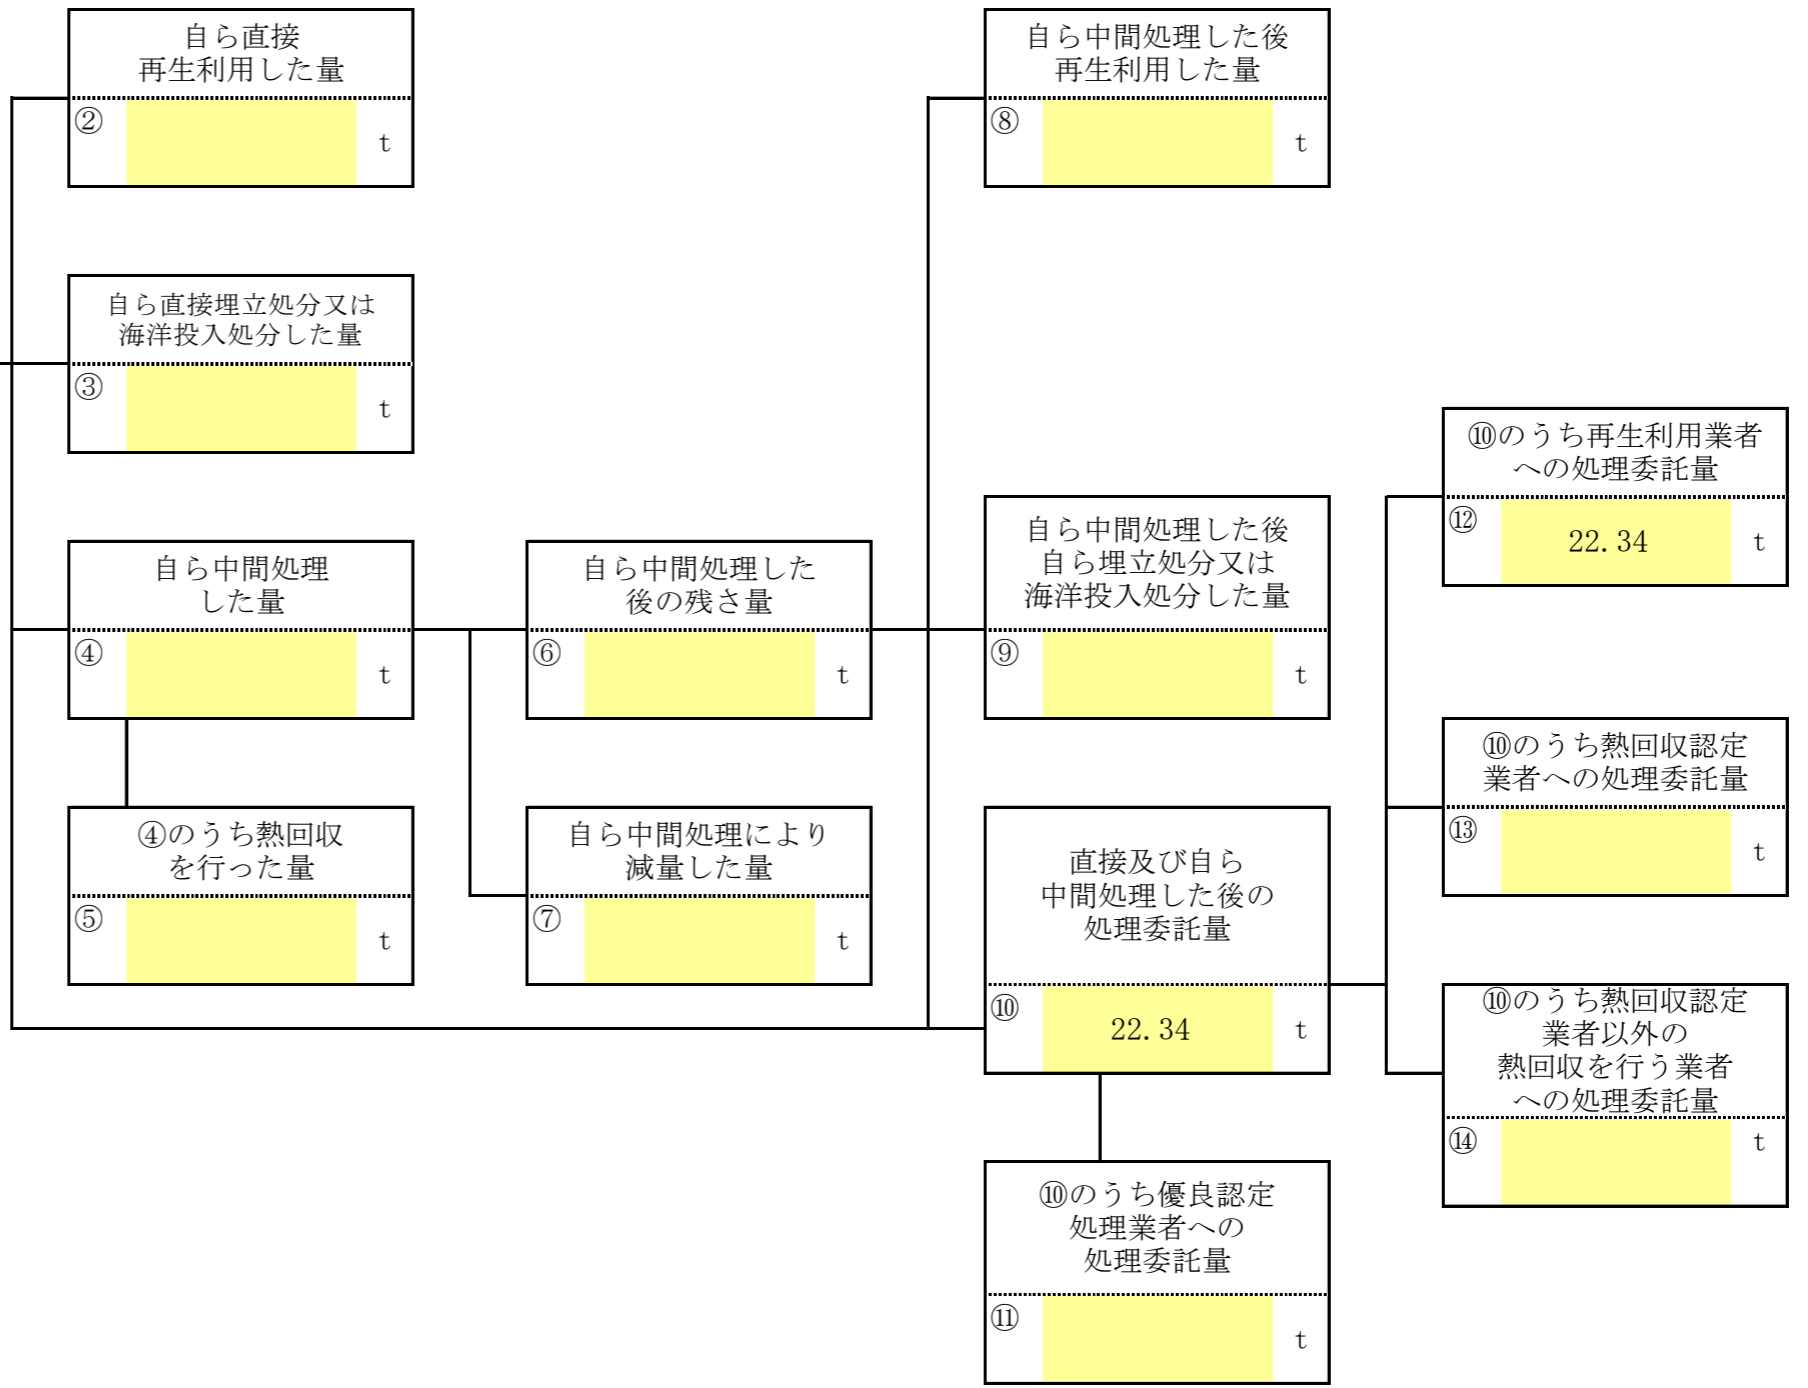 自ら直接
再生利用した量
②
t
自ら中間処理した後
再生利用した量
⑧
t
自ら直接埋立処分又は
海洋投入処分した量
③
t
⑩のうち再生利用業者
への処理委託量
⑫
22.34
t
自ら中間処理
した量
④
t
自ら中間処理した
後の残さ量
⑥
t
自ら中間処理した後
自ら埋立処分又は
海洋投入処分した量
⑨
t
⑩のうち熱回収認定
業者への処理委託量
⑬
t
④のうち熱回収
を行った量
⑤
t
自ら中間処理により
減量した量
⑦
t
直接及び自ら
中間処理した後の
処理委託量
⑩
22.34
t
⑩のうち熱回収認定
業者以外の
熱回収を行う業者
への処理委託量
⑭
t
⑩のうち優良認定
処理業者への
処理委託量
⑪
t